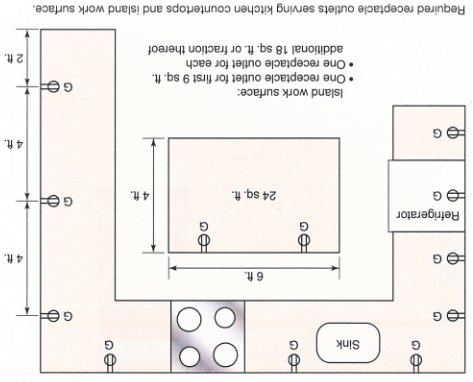 G
Sink
G
G
G
G
6 ft.
G
4 ft.
G
G
Refrigerator
G
G
24 sq. ft.
4 ft.
4 ft.
G
Island work surface:
• One receptacle outlet for first 9 sq. ft.
• One receptacle outlet for each
additional 18 sq. ft. or fraction thereof
G
2 ft.
Required receptacle outlets serving kitchen countertops and island work surface.